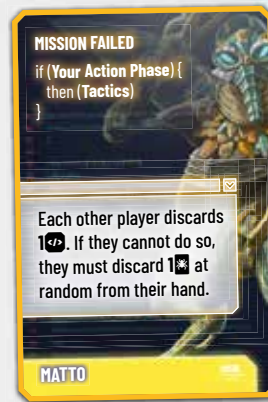 MISSION FAILED
if (Your Action Phase) {
then (Tactics)
}
Each other player discards
1</>. If they cannot do so,
they must discard 1 at
random from their hand.
MATTO